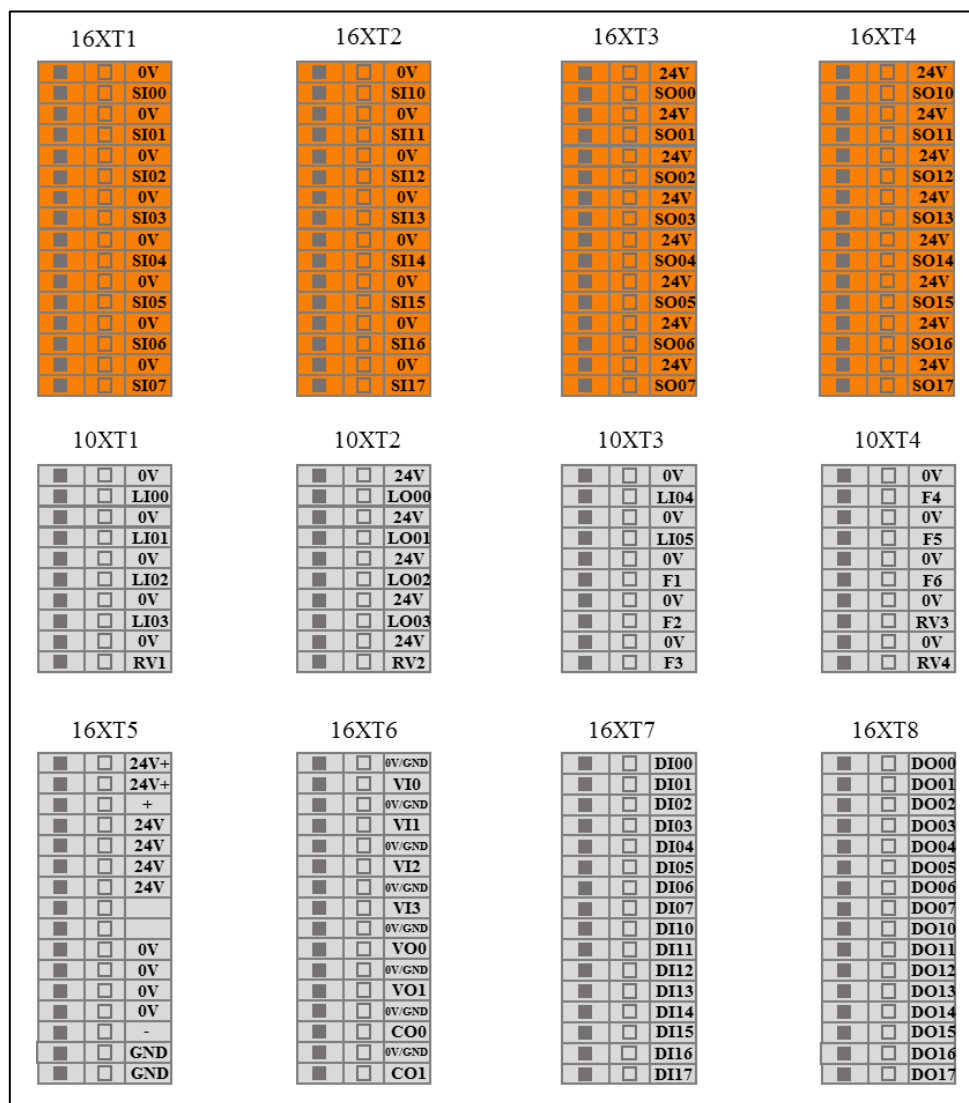 16XT1
0V
SI00
0V
SI01
0V
SI02
0V
SI03
0V
SI04
0V
SI05
0V
SI06
0V
SI07
16XT2
0V
SI10
0V
SI11
0V
SI12
0V
SI13
0V
SI14
0V
SI15
0V
SI16
0V
SI17
16XT3
24V
SO00
24V
SO01
24V
SO02
24V
SO03
24V
SO04
24V
SO05
24V
SO06
24V
SO07
16XT4
24V
SO10
24V
SO11
24V
SO12
24V
SO13
24V
SO14
24V
SO15
24V
SO16
24V
SO17
10XT1
0V
LI00
0V
LI01
0V
LI02
0V
LI03
0V
RV1
10XT2
24V
LO00
24V
LO01
24V
LO02
24V
LO03
24V
RV2
10XT3
0V
LI04
0V
LI05
0V
F1
0V
F2
0V
F3
10XT4
0V
F4
0V
F5
0V
F6
0V
RV3
0V
RV4
16XT5
24V+
24V+
+
24V
24V
24V
24V
0V
0V
0V
0V
-
GND
GND
16XT6
0V/GND
VI0
0V/GND
VI1
0V/GND
VI2
0V/GND
VI3
0V/GND
VO0
0V/GND
VO1
0V/GND
CO0
0V/GND
CO1
16XT7
DI00
DI01
DI02
DI03
DI04
DI05
DI06
DI07
DI10
DI11
DI12
DI13
DI14
DI15
DI16
DI17
16XT8
DO00
DO01
DO02
DO03
DO04
DO05
DO06
DO07
DO10
DO11
DO12
DO13
DO14
DO15
DO16
DO17